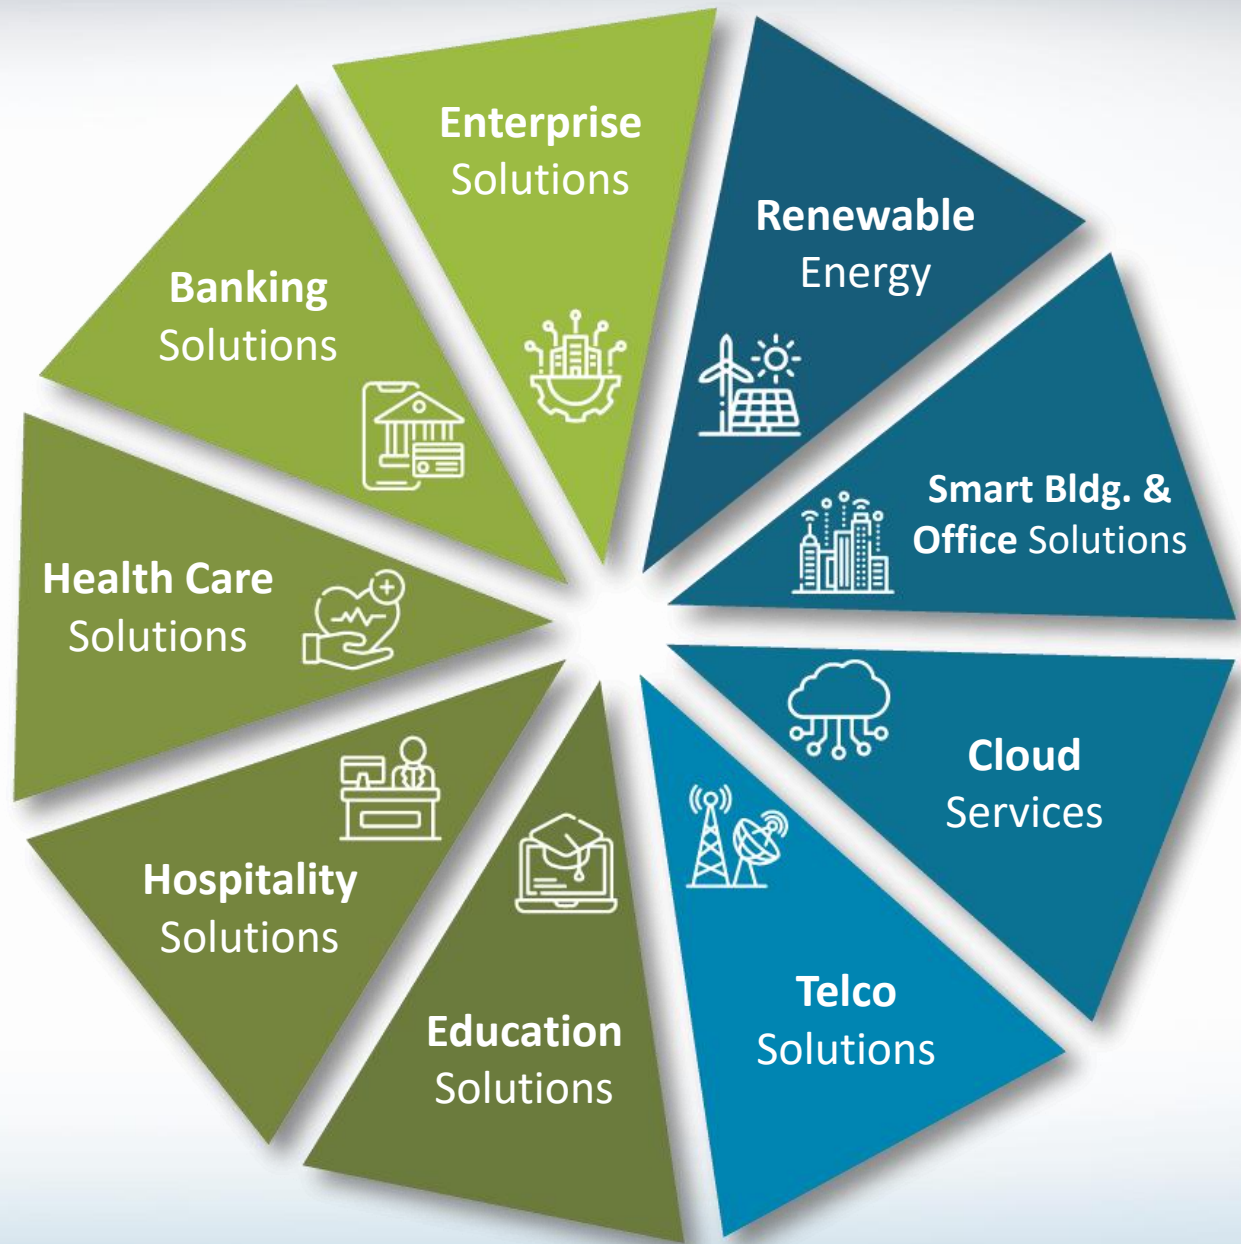 Enterprise
Solutions
Renewable
Energy
Smart Bldg. &
Office Solutions
Cloud
Services
Telco
Solutions
Education
Solutions
Hospitality
Solutions
Health Care
Solutions
Banking
Solutions